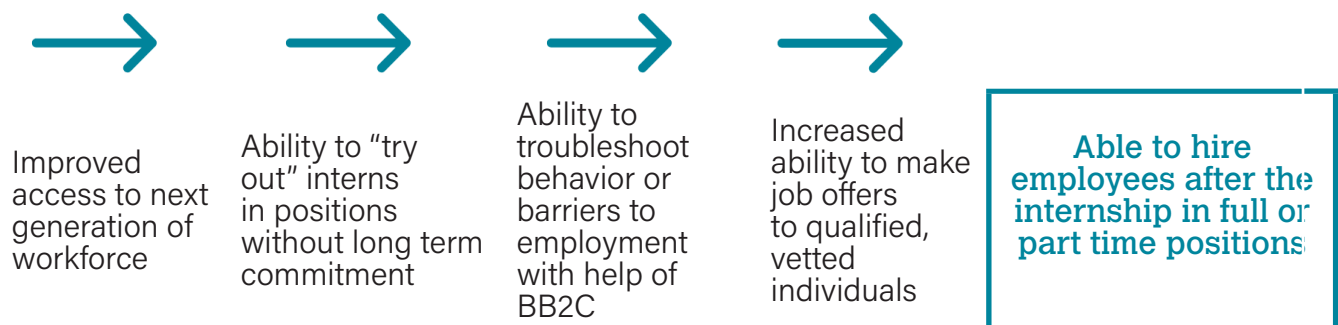 Improved
access to next
generation of
workforce
Ability to “try
out” interns
in positions
without long term
commitment
Ability to
troubleshoot
behavior or
barriers to
employment
with help of
BB2C
Increased
ability to make
job offers
to qualified,
vetted
individuals
Able to hire
employees after the
internship in full or
part time positions